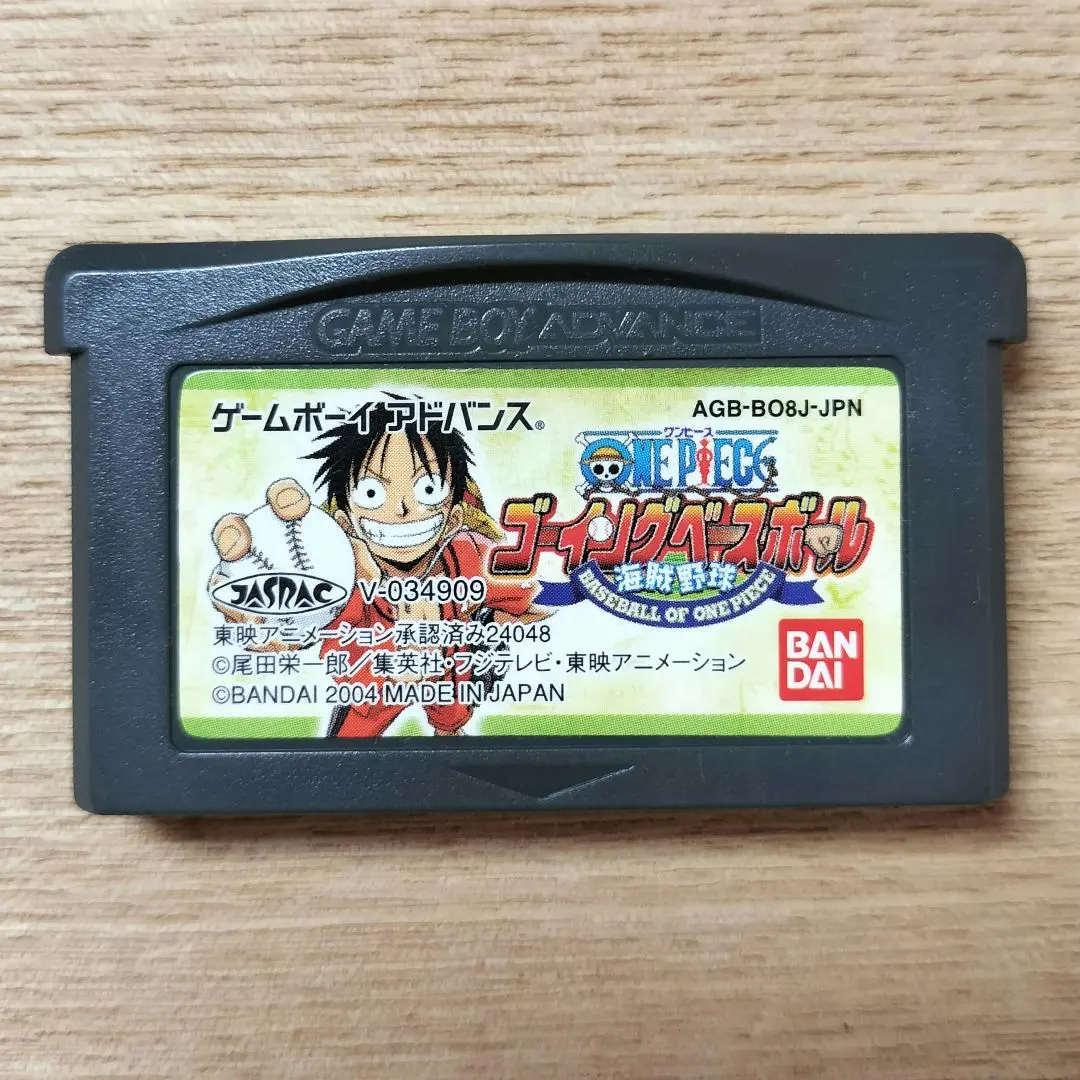 GAME BOY ADVANCE
ゲームボーイアドバンス®
AGB-BO8J-JPN
ワンピース
ONE PIECE
ゴーイングベースボール
海賊野球
BASEBALL OF ONE PIECE
JASRAC
V-034909
東映アニメーション承認済み24048
©尾田栄一郎/集英社・フジテレビ・東映アニメーション
©BANDAI 2004 MADE IN JAPAN
BAN
DAI